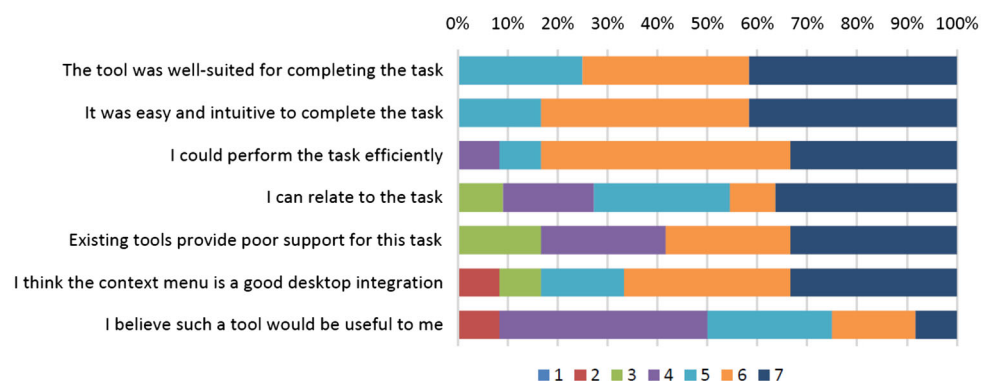 0% 10% 20% 30% 40% 50% 60% 70% 80% 90% 100%
The tool was well-suited for completing the task
It was easy and intuitive to complete the task
I could perform the task efficiently
I can relate to the task
Existing tools provide poor support for this task
I think the context menu is a good desktop integration
I believe such a tool would be useful to me
1 2 3 4 5 6 7